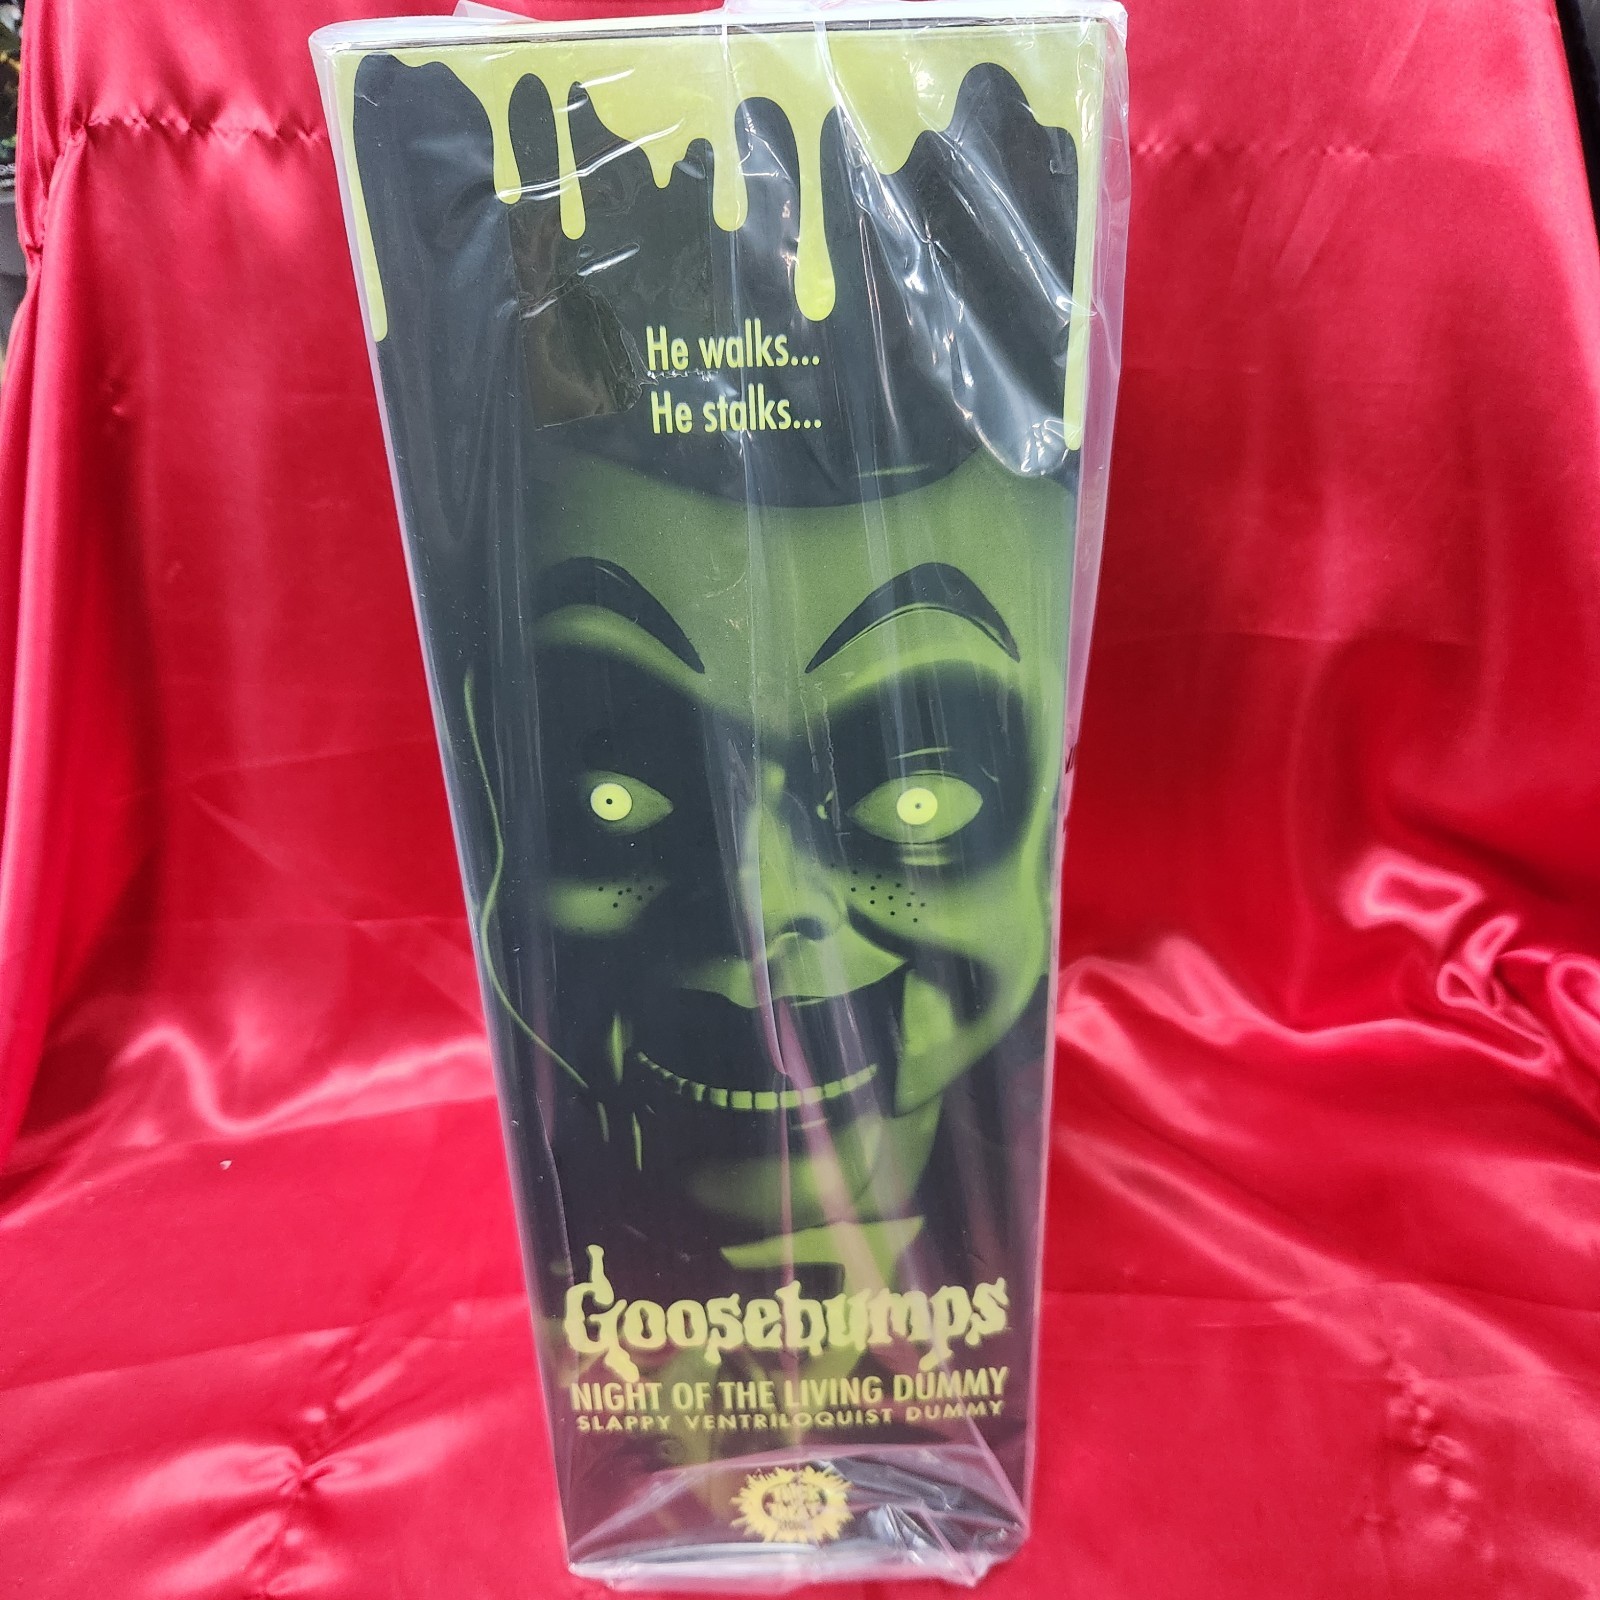 He walks...
He stalks...
Goosebumps
NIGHT OF THE LIVING DUMMY
SLAPPY VENTRILOQUIST DUMMY